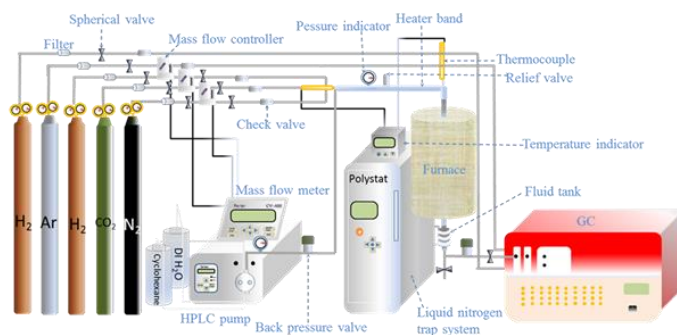 Spherical valve
Filter
Mass flow controller
Pessure indicator
Heater band
Thermocouple
Relief valve
Check valve
Temperature indicator
Furnace
Polystat
Mass flow meter
Fluid tank
GC
H2
Ar
H2
CO2
N2
Cyclohexane
DI H2O
HPLC pump
Back pressure valve
Liquid nitrogen
trap system